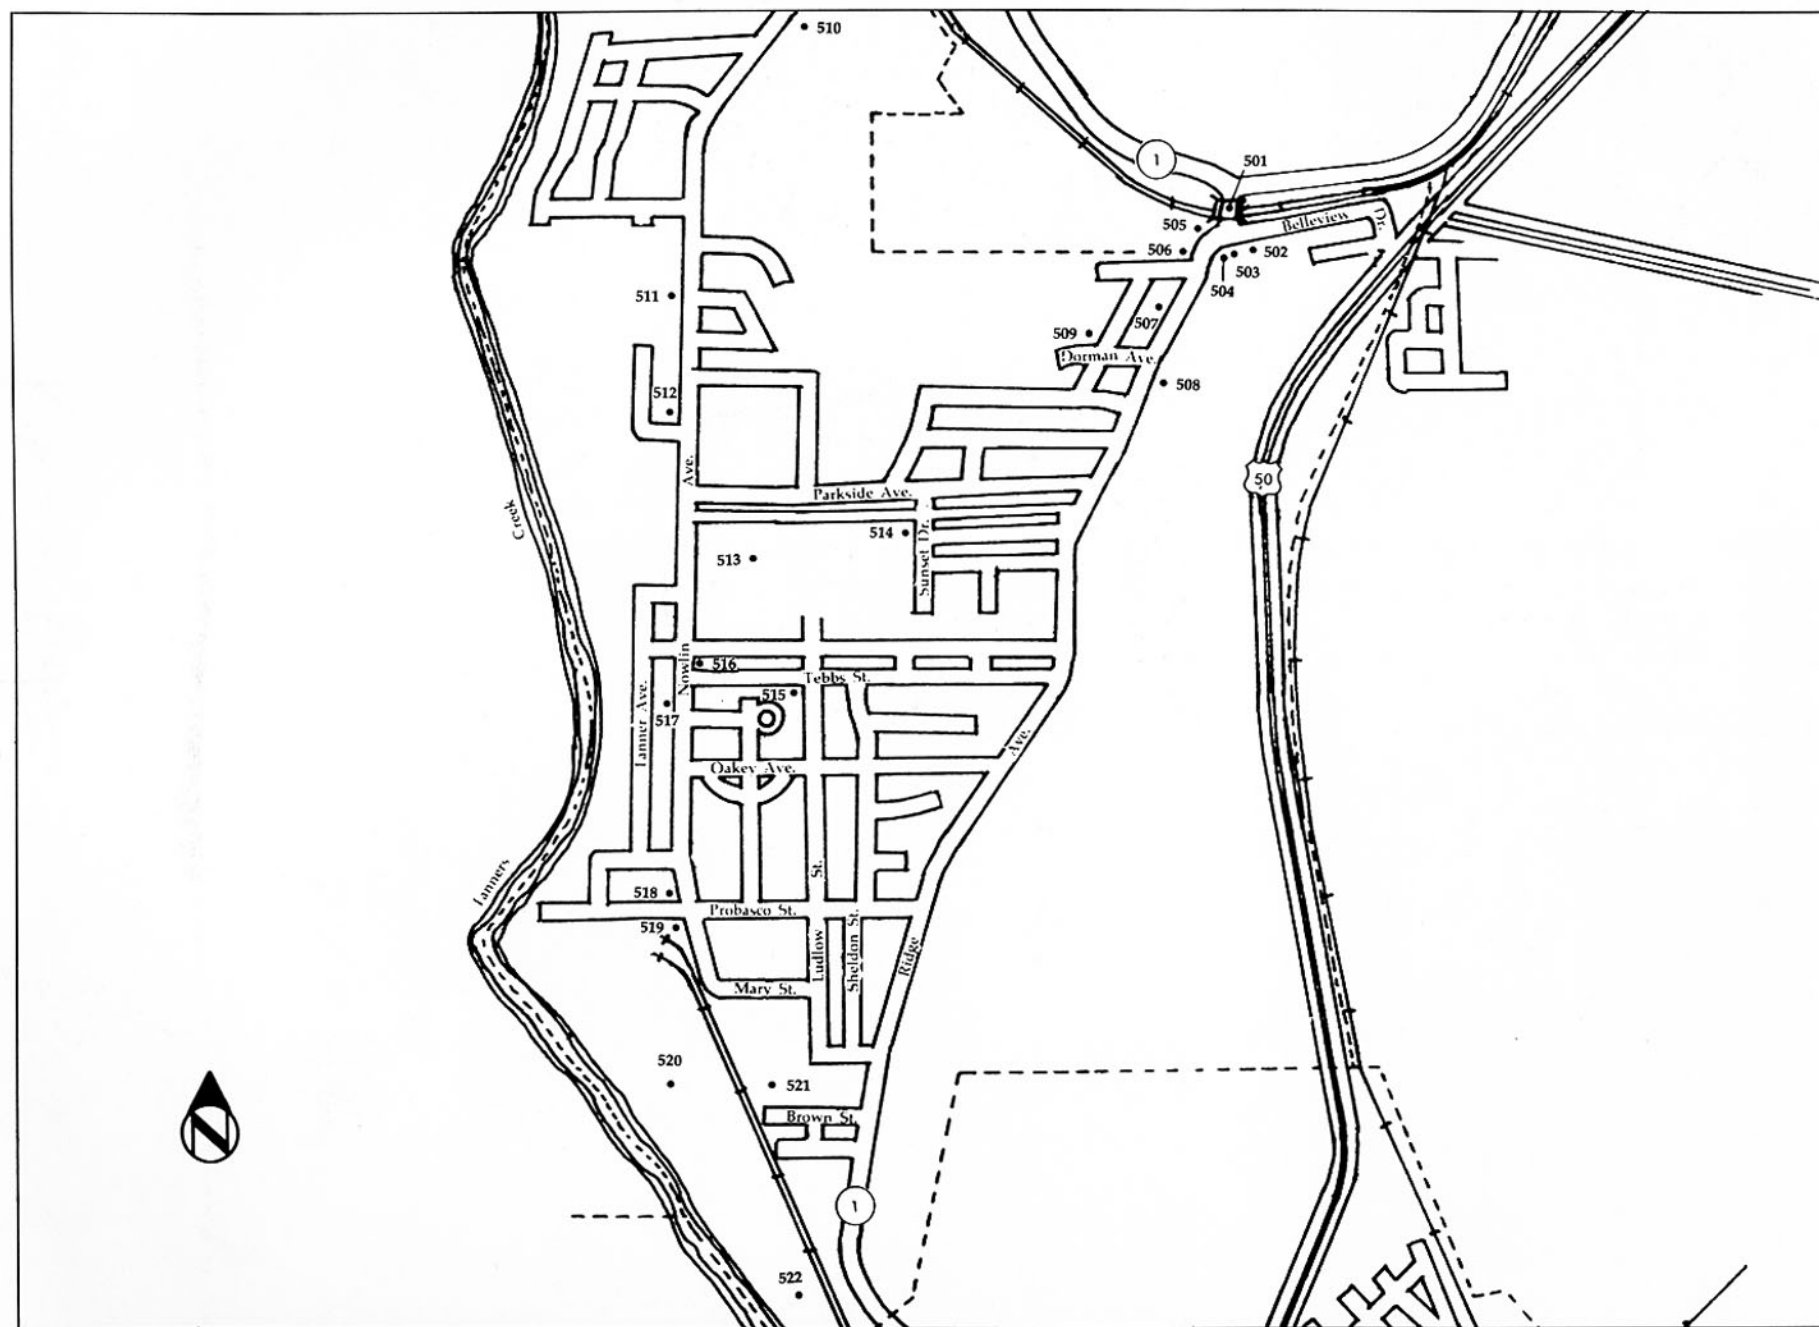 510
1
501
505
Belleview
Dr.
506
502
503
504
511
507
509
Dorman Ave.
508
512
Ave.
50
Parkside Ave.
Creek
514
513
Sunset Dr.
Nowlin
516
Tebbs St.
515
517
Tanner Ave.
Ave.
Oakey Ave.
Tanners
St.
518
Probasco St.
519
Ludlow
Sheldon St.
Ridge
Mary St.
520
521
Brown St.
N
1
522